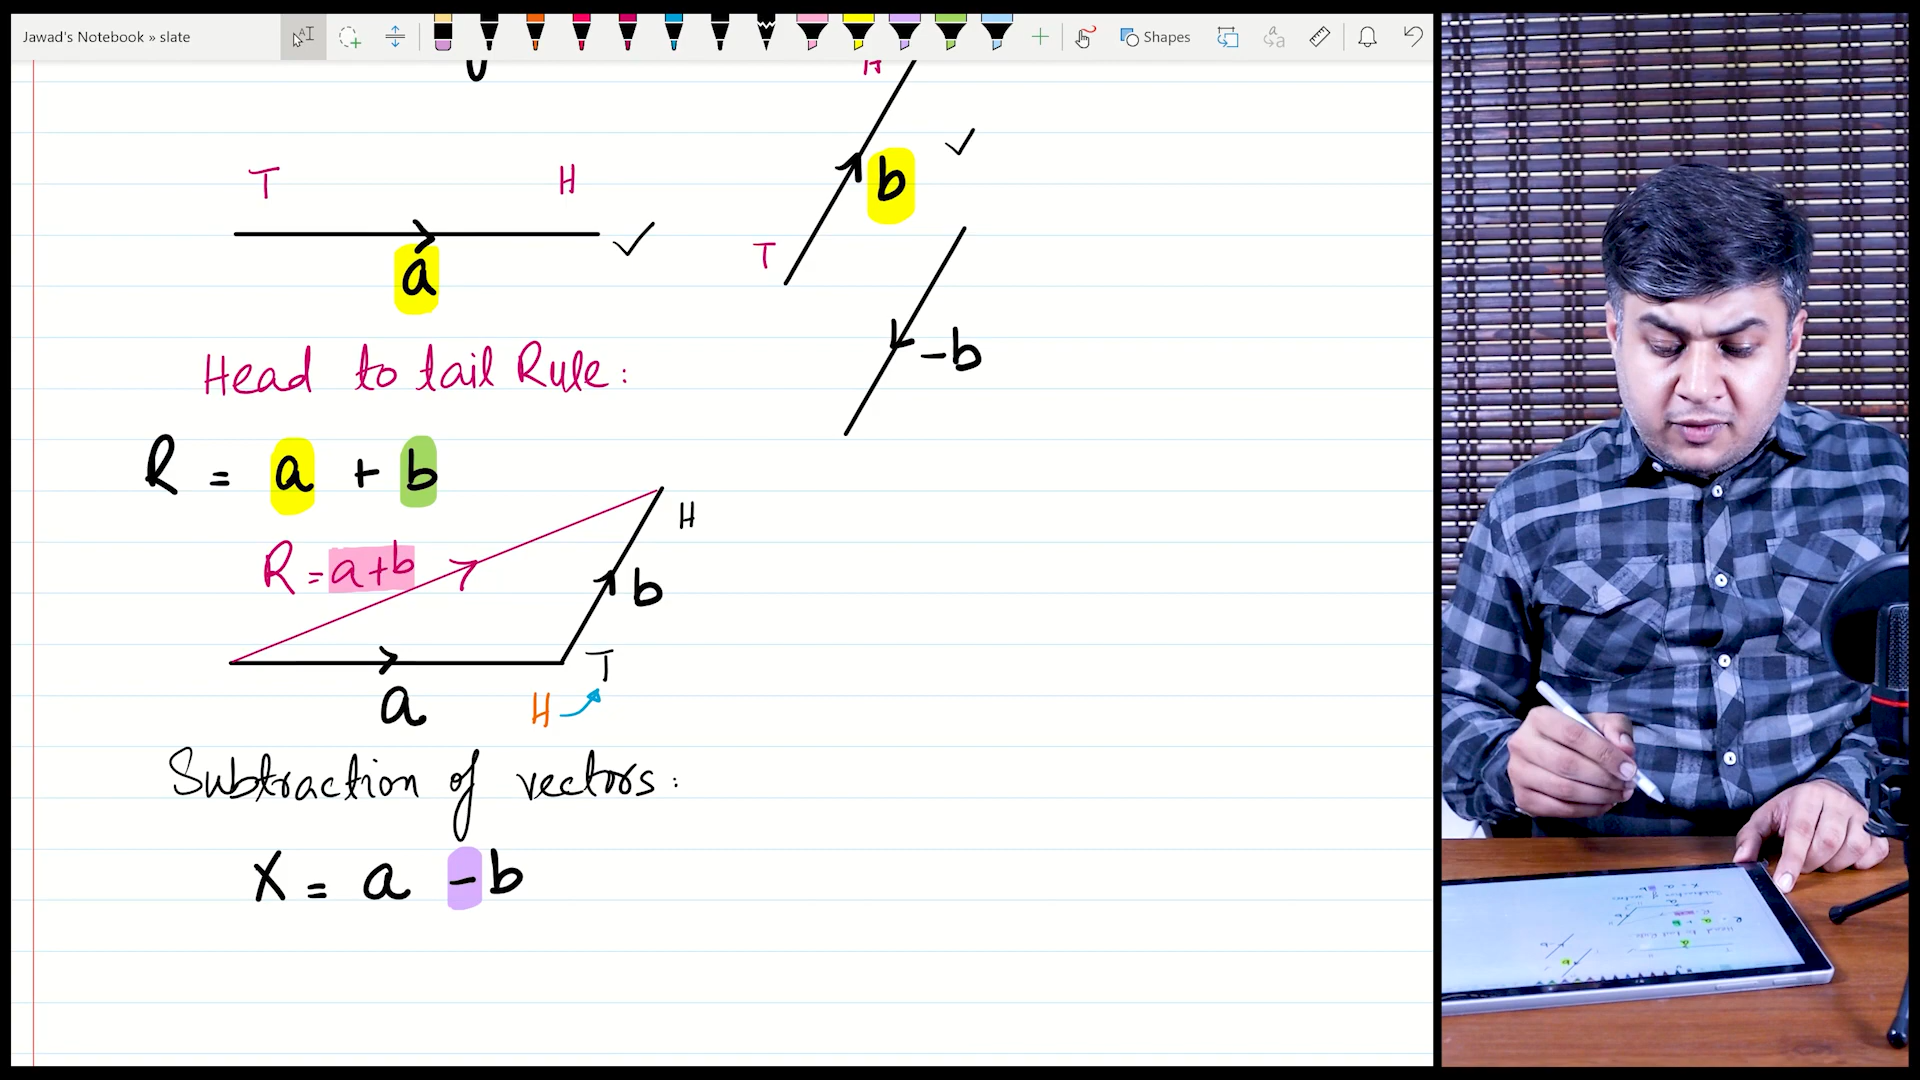 Jawad's Notebook » slate
Shapes
H
T H
b
T
a
-b
Head to tail Rule:
R = a + b
H
R = a+b
b
T
a
H
Subtraction of vectors:
X = a - b